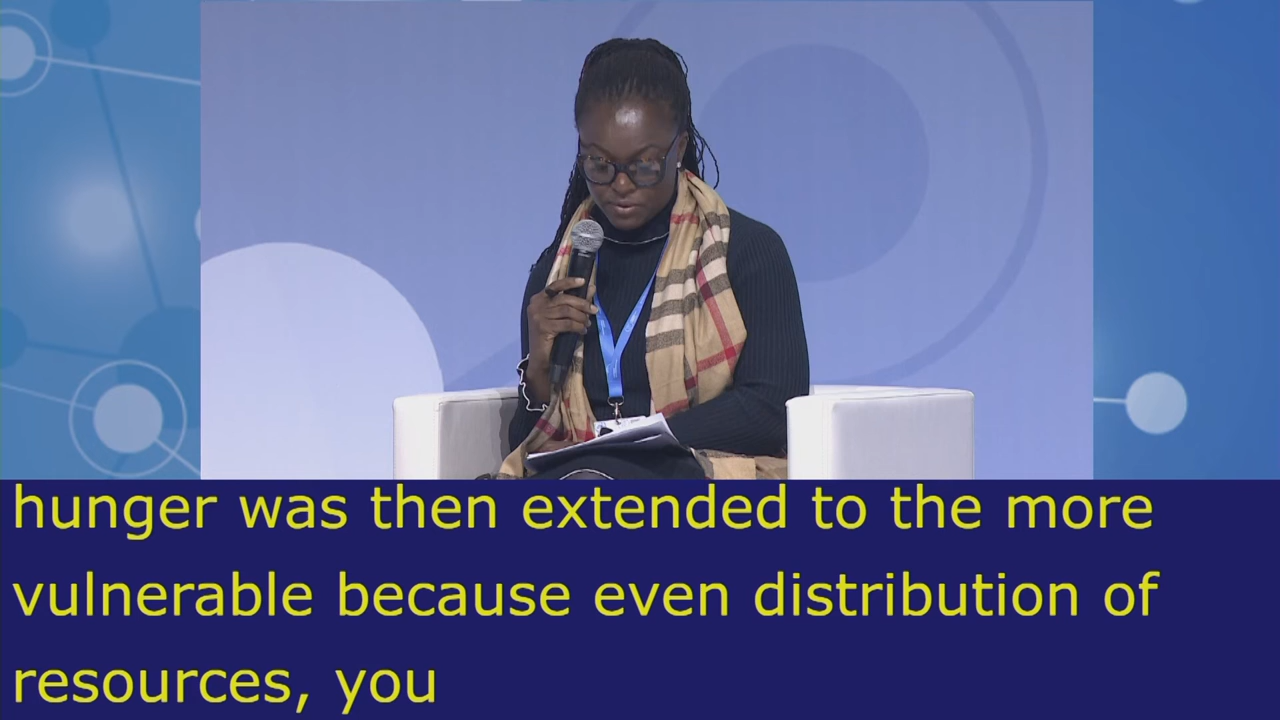 hunger was then extended to the more
vulnerable because even distribution of
resources, you